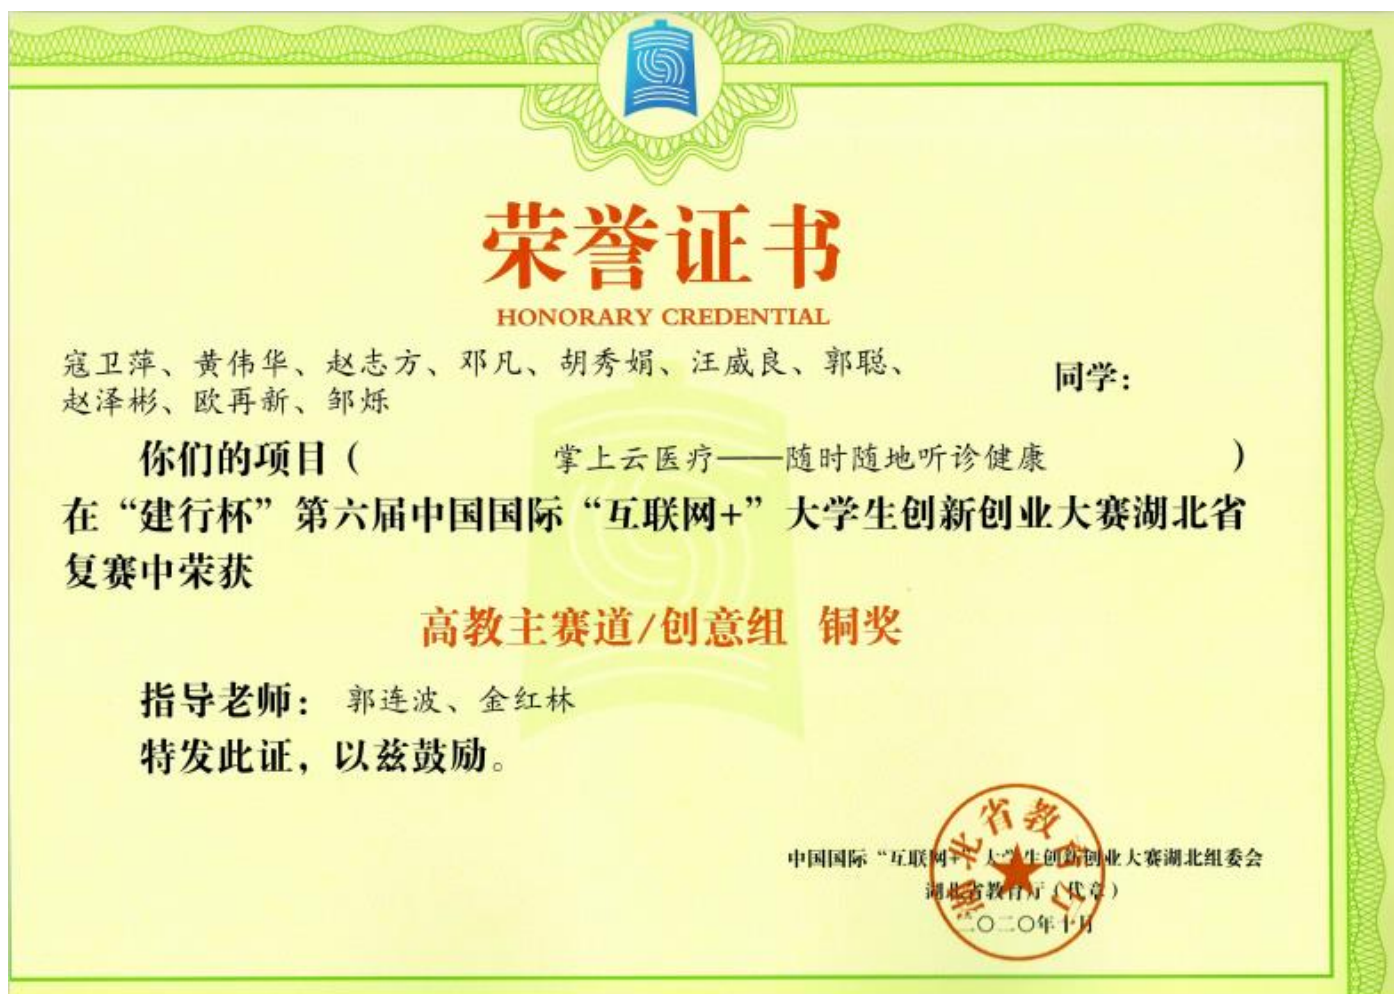 荣誉证书
HONORARY CREDENTIAL
寇卫萍、黄伟华、赵志方、邓凡、胡秀娟、汪威良、郭聪、
赵泽彬、欧再新、邹烁 同学：
你们的项目（ 掌上云医疗——随时随地听诊健康 ）
在“建行杯”第六届中国国际“互联网+”大学生创新创业大赛湖北省
复赛中荣获
高教主赛道/创意组 铜奖
指导老师： 郭连波、金红林
特发此证，以兹鼓励。
中国国际“互联网+”大学生创新创业大赛湖北组委会
湖北省教育厅（代章）
二〇二〇年十月
湖北省教育厅